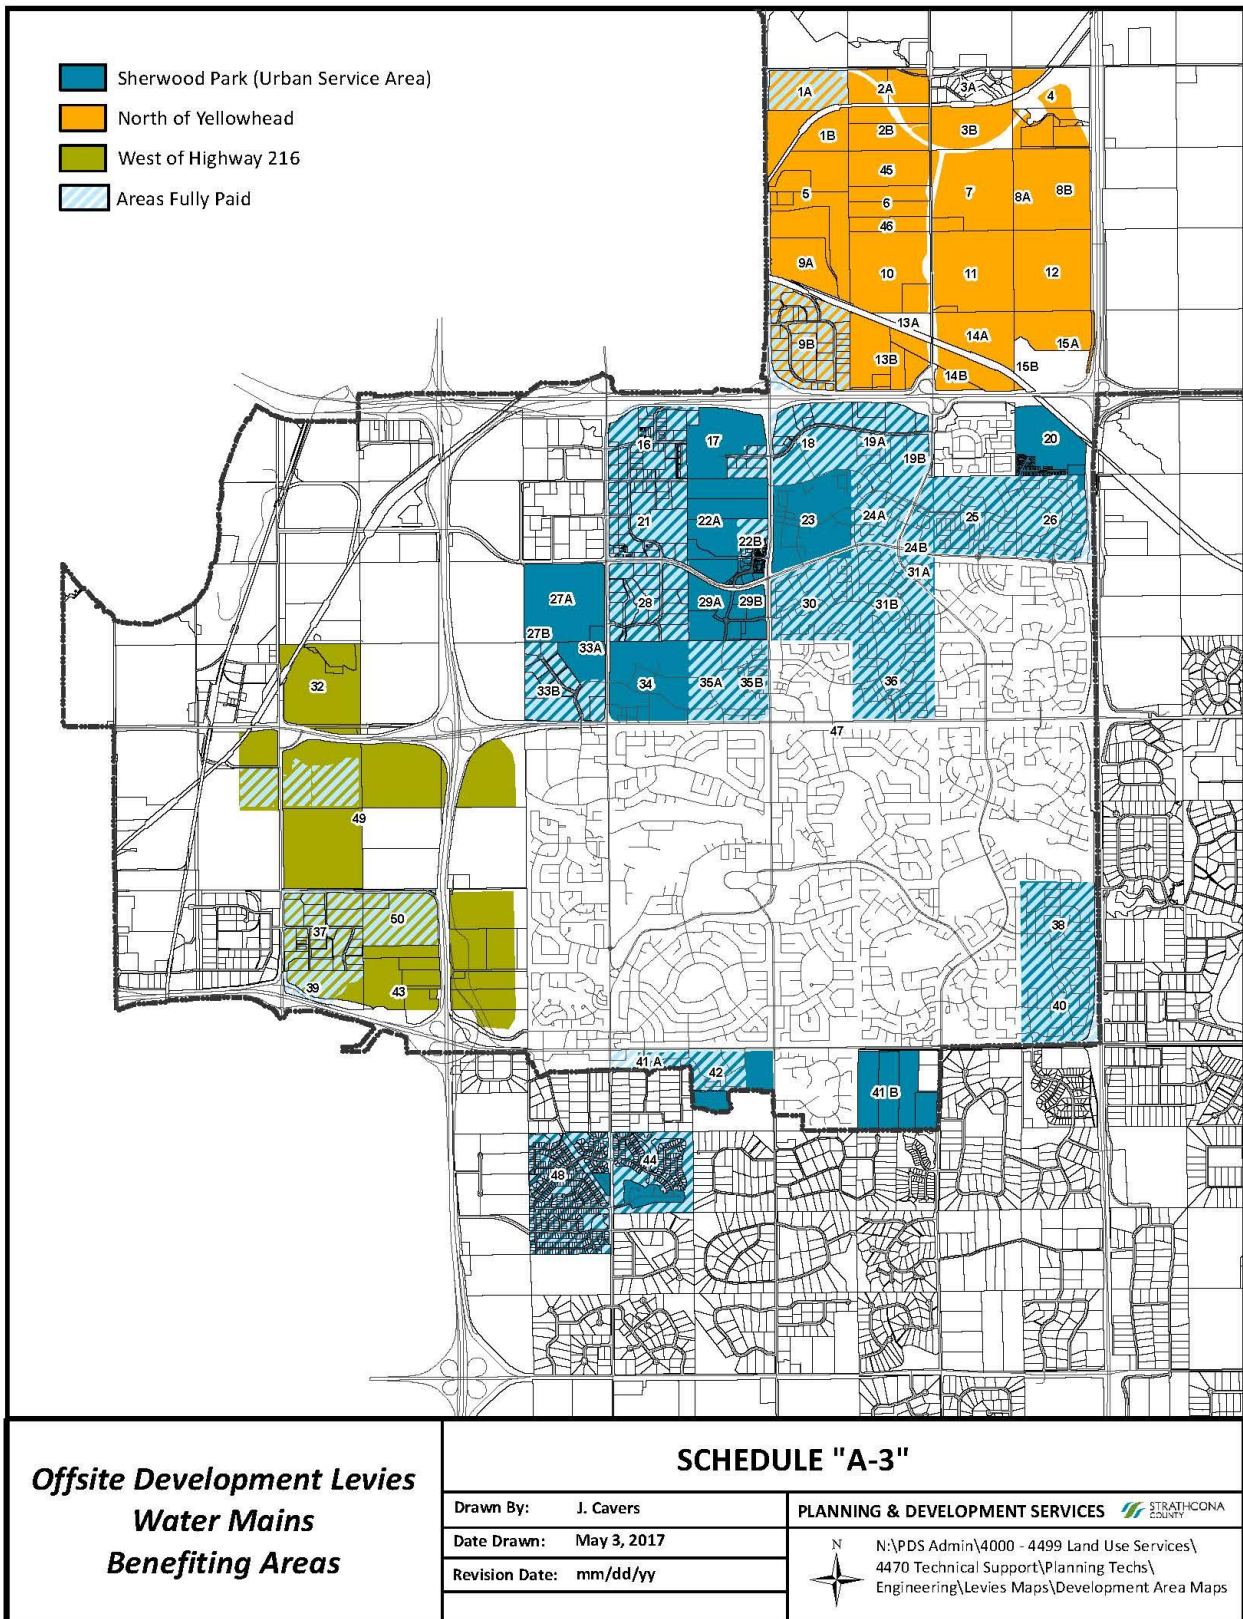 Sherwood Park (Urban Service Area)
North of Yellowhead
West of Highway 216
Areas Fully Paid
1A
2A
3A
4
1B
2B
3B
45
5
6
7
8A
8B
46
9A
10
11
12
13A
14A
15A
9B
13B
14B
15B
16
17
18
19A
19B
20
21
22A
22B
23
24A
24B
25
26
27A
27B
28
29A
29B
30
31A
31B
32
33A
33B
34
35A
35B
36
47
49
37
50
38
39
43
40
41 A
42
41 B
44
48
Offsite Development Levies
Water Mains
Benefiting Areas
SCHEDULE "A-3"
Drawn By: J. Cavers
Date Drawn: May 3, 2017
Revision Date: mm/dd/yy
PLANNING & DEVELOPMENT SERVICES
STRATHCONA
COUNTY
N
N:\PDS Admin\4000 - 4499 Land Use Services\
4470 Technical Support\Planning Techs\
Engineering\Levies Maps\Development Area Maps